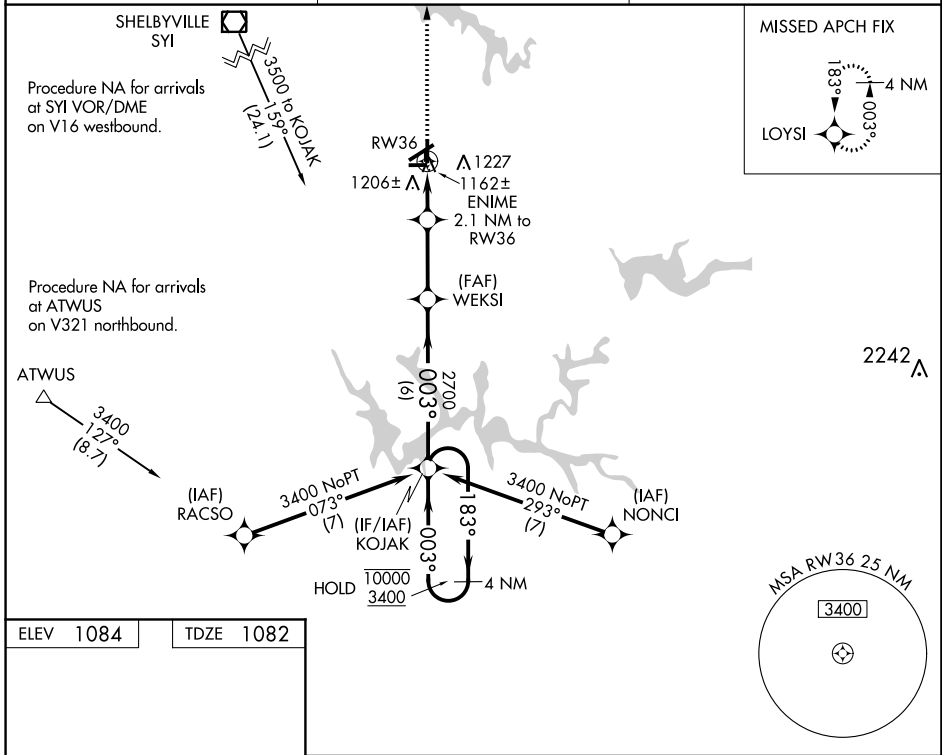 SHELBYVILLE
SYI
3500 to KOJAK
159°
(24.1)
Procedure NA for arrivals
at SYI VOR/DME
on V16 westbound.
MISSED APCH FIX
183°
4 NM
003°
LOYSI
RW36
1227
1206±
1162±
ENIME
2.1 NM to
RW36
(FAF)
WEKSI
Procedure NA for arrivals
at ATWUS
on V321 northbound.
2242
ATWUS
3400
127°
(8.7)
2700
003°
(6)
(IAF)
RACSO
3400 NoPT
073°
(7)
(IF/IAF)
KOJAK
3400 NoPT
293°
(7)
(IAF)
NONCI
003°
183°
HOLD
10000
3400
4 NM
MSA RW36 25 NM
3400
ELEV 1084
TDZE 1082